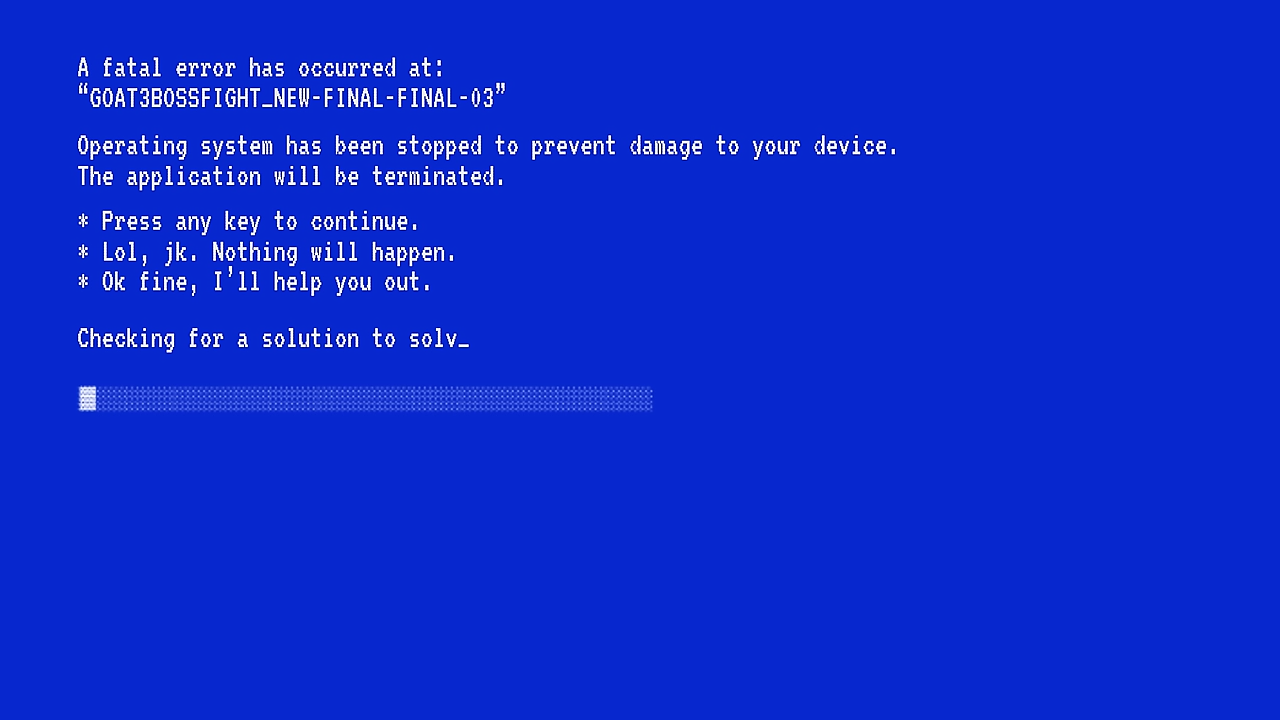 A fatal error has occurred at:
“GOAT3BOSSFIGHT_NEW-FINAL-FINAL-03”
Operating system has been stopped to prevent damage to your device.
The application will be terminated.
* Press any key to continue.
* Lol, jk. Nothing will happen.
* Ok fine, I’ll help you out.
Checking for a solution to solv_